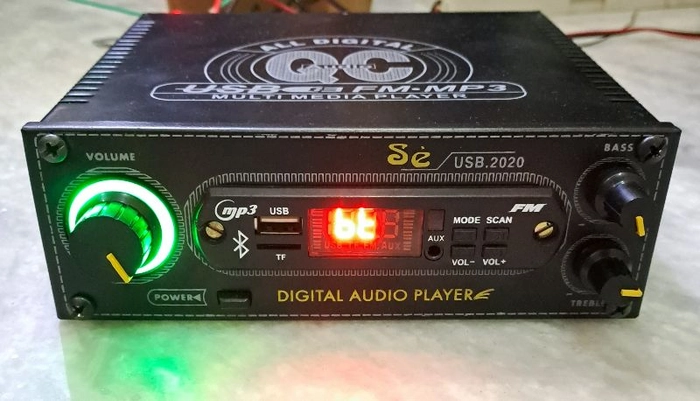 ALL DIGITAL
QC
USB FM-MP3
MULTI MEDIA PLAYER
VOLUME
Sè
USB.2020
BASS
mp3
USB
bt
FM
MODE SCAN
AUX
TF
VOL- VOL+
POWER
DIGITAL AUDIO PLAYER
TREBLE